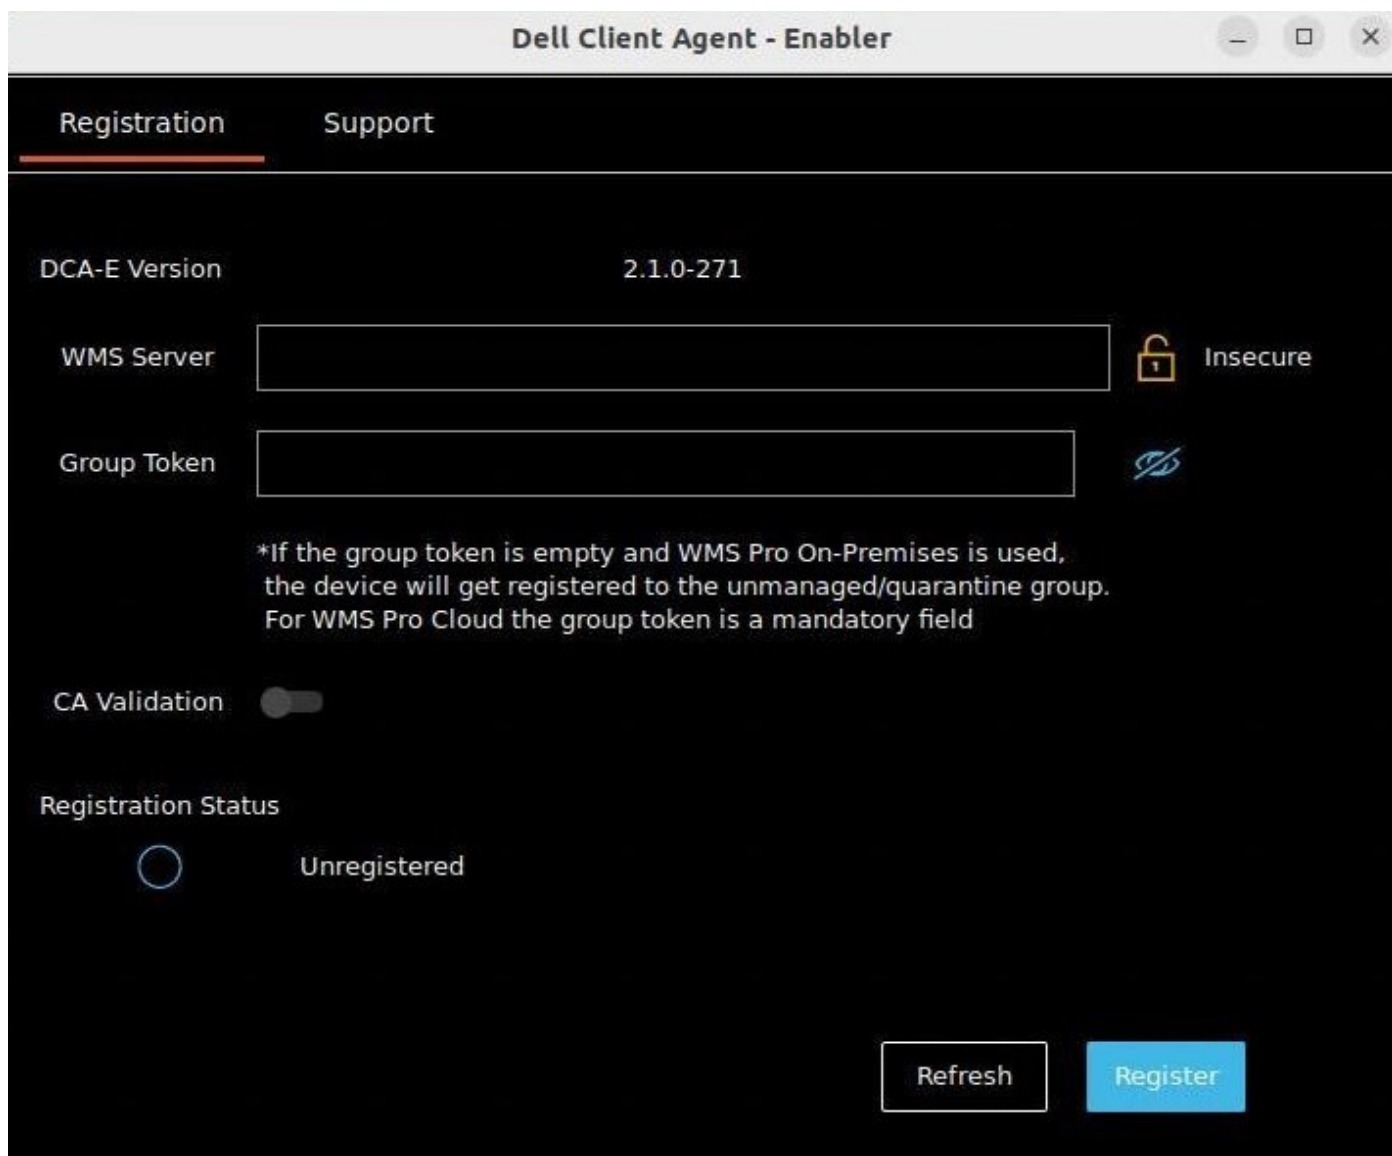 Dell Client Agent - Enabler
Registration Support
DCA-E Version 2.1.0-271
WMS Server Insecure
Group Token
*If the group token is empty and WMS Pro On-Premises is used,
the device will get registered to the unmanaged/quarantine group.
For WMS Pro Cloud the group token is a mandatory field
CA Validation
Registration Status
Unregistered
Refresh Register